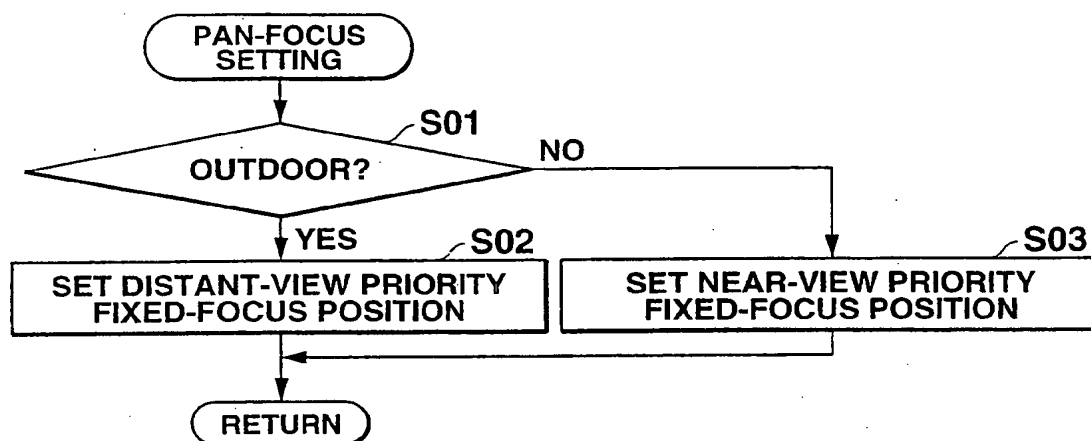 PAN-FOCUS
SETTING
S01
OUTDOOR?
NO
YES
S02
SET DISTANT-VIEW PRIORITY
FIXED-FOCUS POSITION
S03
SET NEAR-VIEW PRIORITY
FIXED-FOCUS POSITION
RETURN